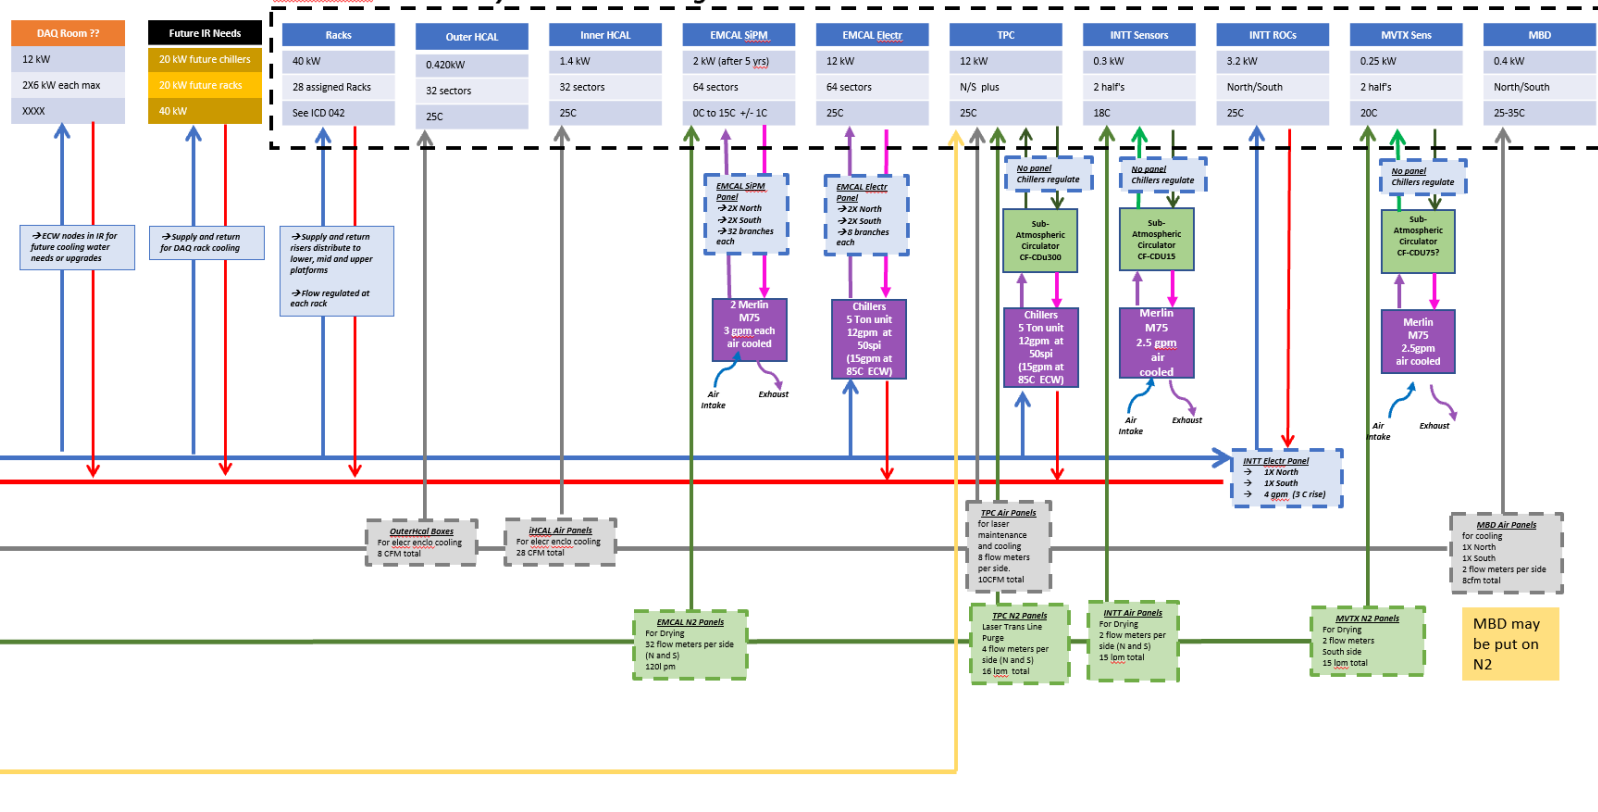 DAQ Room ??
12 kW
2X6 kW each max
XXXX
Future IR Needs
20 kW future chillers
20 kW future racks
40 kW
Racks
40 kW
28 assigned Racks
See ICD 042
Outer HCAL
0.420kW
32 sectors
25C
Inner HCAL
1.4 kW
32 sectors
25C
EMCAL SiPM
2 kW (after 5 yrs)
64 sectors
0C to 15C +/- 1C
EMCAL Electr
12 kW
64 sectors
25C
TPC
12 kW
N/S plus
25C
INTT Sensors
0.3 kW
2 half's
18C
INTT ROCs
3.2 kW
North/South
25C
MVTX Sens
0.25 kW
2 half's
20C
MBD
0.4 kW
North/South
25-35C
→ECW nodes in IR for
future cooling water
needs or upgrades
→Supply and return
for DAQ rack cooling
→Supply and return
risers distribute to
lower, mid and upper
platforms
→Flow regulated at
each rack
EMCAL SiPM
Panel
→2X North
→2X South
→32 branches
each
EMCAL Electr
Panel
→2X North
→2X South
→8 branches
each
No panel
Chillers regulate
No panel
Chillers regulate
No panel
Chillers regulate
Sub-
Atmospheric
Circulator
CF-CDu300
Sub-
Atmospheric
Circulator
CF-CDU15
Sub-
Atmospheric
Circulator
CF-CDU75?
2 Merlin
M75
3 gpm each
air cooled
Air
Intake
Exhaust
Chillers
5 Ton unit
12gpm at
50spi
(15gpm at
85C ECW)
Chillers
5 Ton unit
12gpm at
50spi
(15gpm at
85C ECW)
Merlin
M75
2.5 gpm
air
cooled
Air
Intake
Exhaust
Merlin
M75
2.5gpm
air cooled
Air
Intake
Exhaust
INTT Electr Panel
→ 1X North
→ 1X South
→ 4 gpm (3 C rise)
OuterHcal Boxes
For elecr enclo cooling
8 CFM total
iHCAL Air Panels
For elecr enclo cooling
28 CFM total
TPC Air Panels
for laser
maintenance
and cooling
8 flow meters
per side.
10CFM total
MBD Air Panels
for cooling
1X North
1X South
2 flow meters per side
8cfm total
EMCAL N2 Panels
For Drying
32 flow meters per side
(N and S)
120l pm
TPC N2 Panels
Laser Trans Line
Purge
4 flow meters per
side (N and S)
16 lpm total
INTT Air Panels
For Drying
2 flow meters per
side (N and S)
15 lpm total
MVTX N2 Panels
For Drying
2 flow meters
South side
15 lpm total
MBD may
be put on
N2